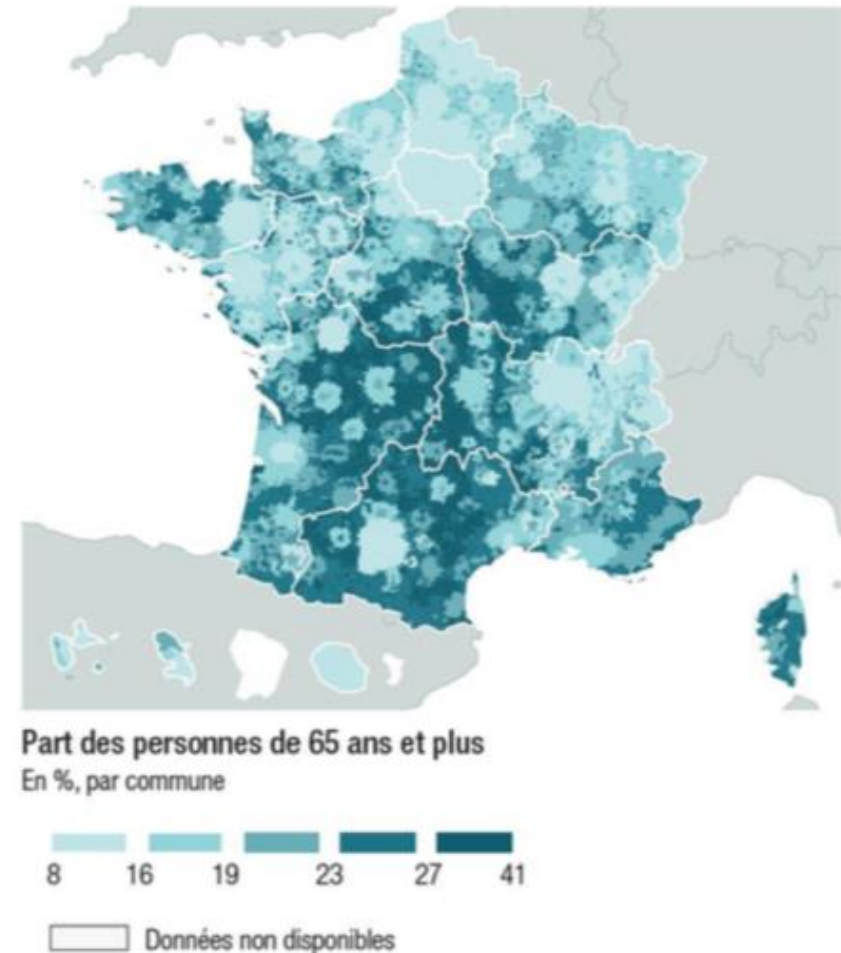 Part des personnes de 65 ans et plus
En %, par commune
8 16 19 23 27 41
Données non disponibles